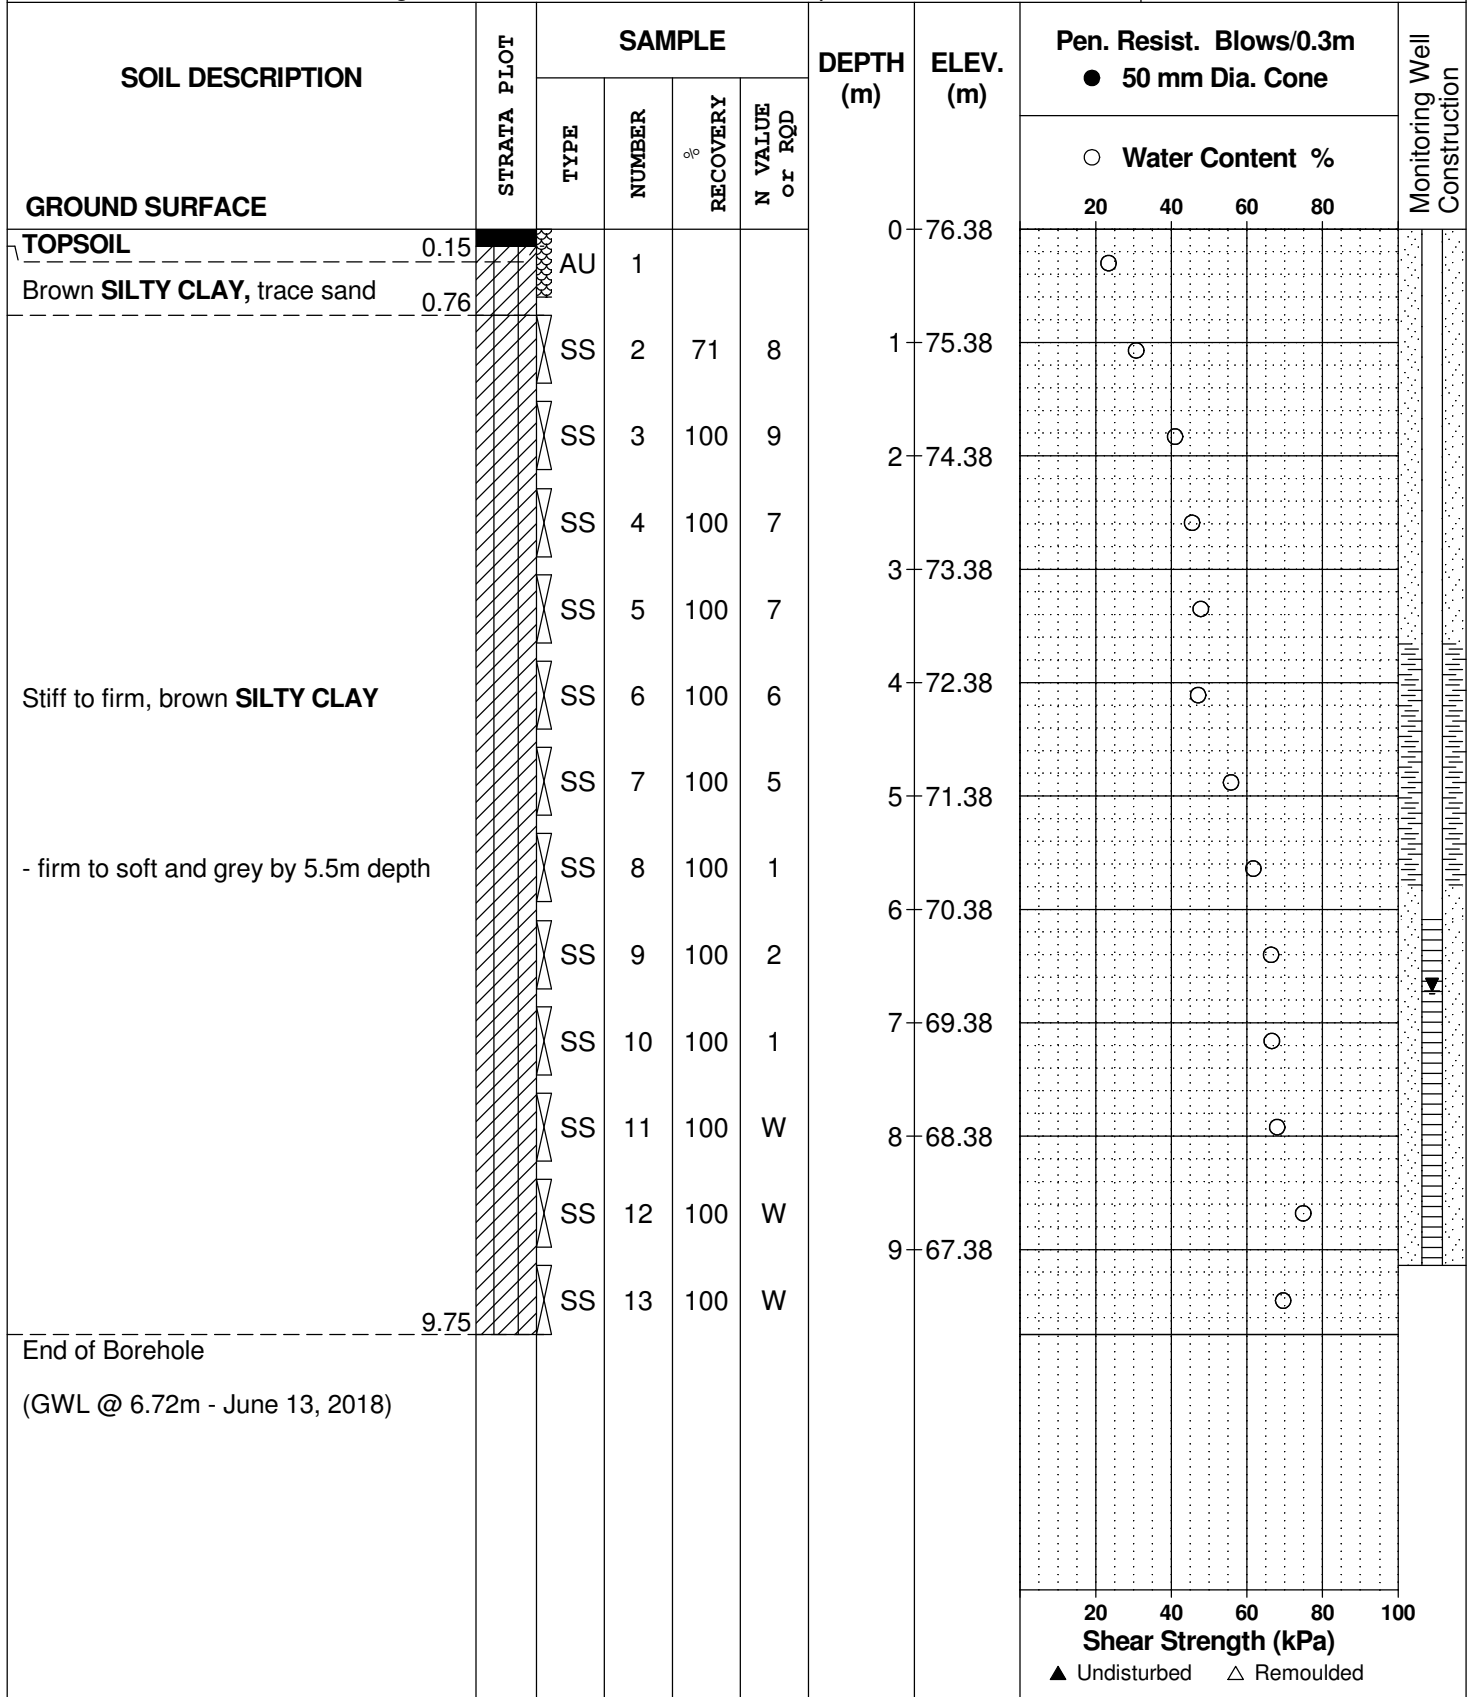 SOIL DESCRIPTION
GROUND SURFACE
STRATA PLOT
SAMPLE
TYPE
NUMBER
% RECOVERY
N VALUE or RQD
DEPTH (m)
ELEV. (m)
Pen. Resist. Blows/0.3m
● 50 mm Dia. Cone
○ Water Content %
20 40 60 80
Monitoring Well Construction
0 76.38
TOPSOIL 0.15
AU 1
Brown SILTY CLAY, trace sand 0.76
1 75.38
SS 2 71 8
SS 3 100 9
2 74.38
SS 4 100 7
3 73.38
SS 5 100 7
4 72.38
Stiff to firm, brown SILTY CLAY
SS 6 100 6
SS 7 100 5
5 71.38
- firm to soft and grey by 5.5m depth
SS 8 100 1
6 70.38
SS 9 100 2
7 69.38
SS 10 100 1
SS 11 100 W
8 68.38
SS 12 100 W
9 67.38
SS 13 100 W
9.75
End of Borehole
(GWL @ 6.72m - June 13, 2018)
20 40 60 80 100
Shear Strength (kPa)
▲ Undisturbed △ Remoulded